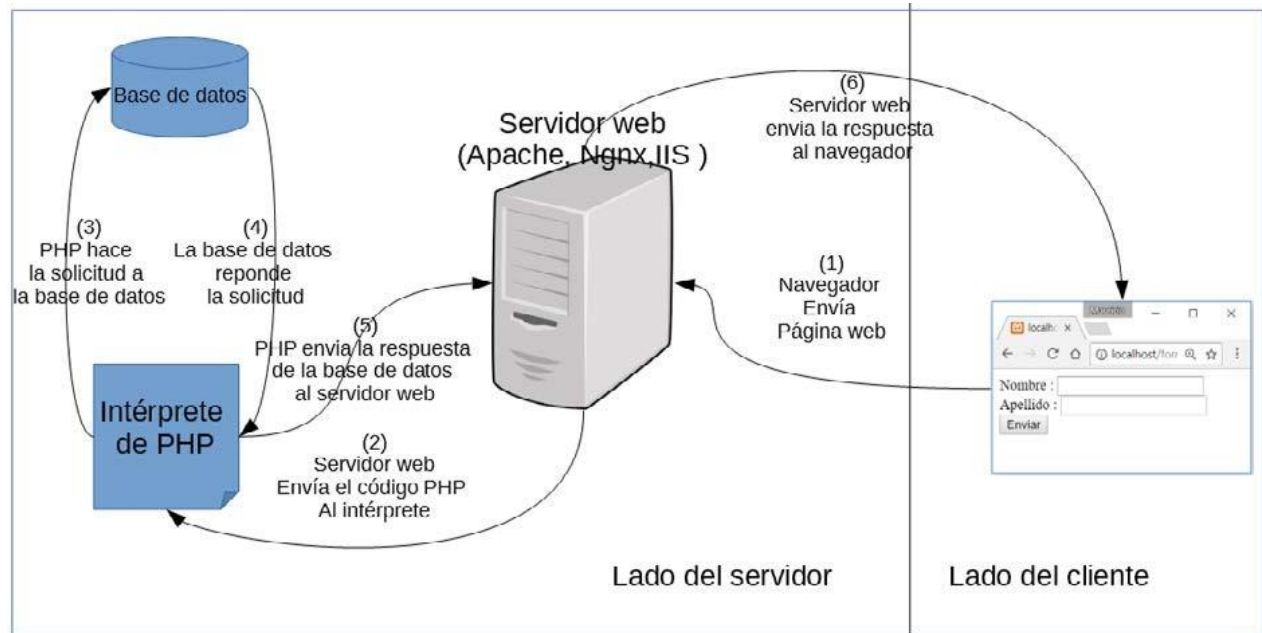 Base de datos
Servidor web
(Apache, Ngnx,IIS )
(6)
Servidor web
envia la respuesta
al navegador
(3)
PHP hace
la solicitud a
la base de datos
(4)
La base de datos
reponde
la solicitud
(1)
Navegador
Envía
Página web
(5)
PHP envia la respuesta
de la base de datos
al servidor web
Intérprete
de PHP
(2)
Servidor web
Envía el código PHP
Al intérprete
localh
localhost/for
Nombre :
Apellido :
Enviar
Lado del servidor
Lado del cliente